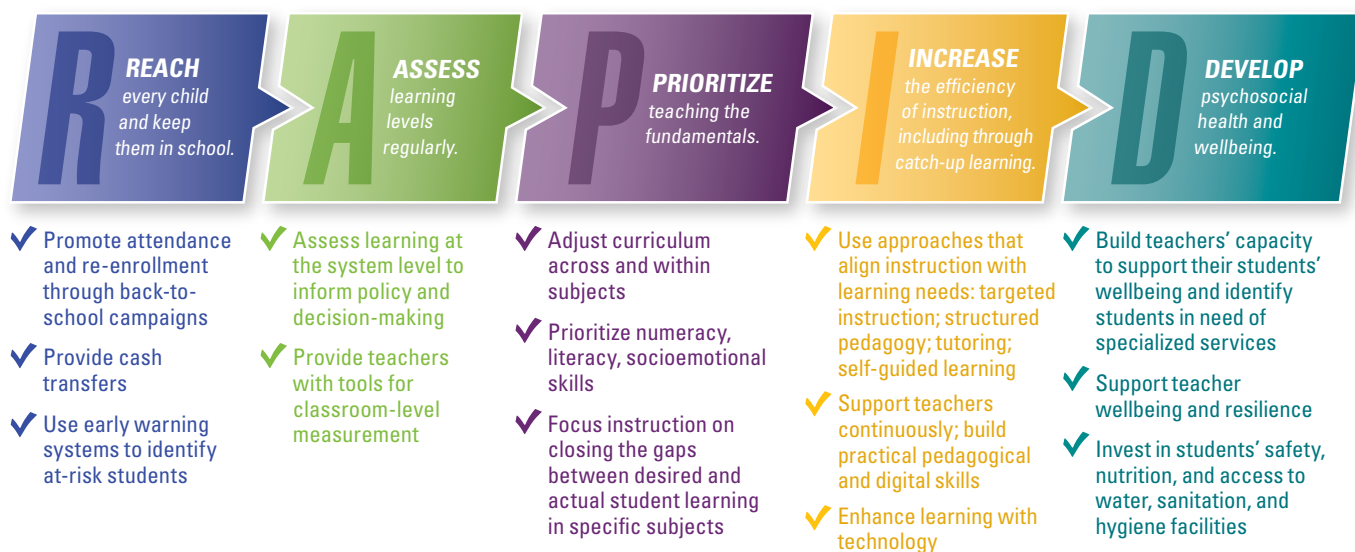 R
REACH
every child
and keep
them in school.
Promote attendance
and re-enrollment
through back-to-
school campaigns
Provide cash
transfers
Use early warning
systems to identify
at-risk students
A
ASSESS
learning
levels
regularly.
Assess learning at
the system level to
inform policy and
decision-making
Provide teachers
with tools for
classroom-level
measurement
P
PRIORITIZE
teaching the
fundamentals.
Adjust curriculum
across and within
subjects
Prioritize numeracy,
literacy, socioemotional
skills
Focus instruction on
closing the gaps
between desired and
actual student learning
in specific subjects
I
INCREASE
the efficiency
of instruction,
including through
catch-up learning.
Use approaches that
align instruction with
learning needs: targeted
instruction; structured
pedagogy; tutoring;
self-guided learning
Support teachers
continuously; build
practical pedagogical
and digital skills
Enhance learning with
technology
D
DEVELOP
psychosocial
health and
wellbeing.
Build teachers’ capacity
to support their students’
wellbeing and identify
students in need of
specialized services
Support teacher
wellbeing and resilience
Invest in students’ safety,
nutrition, and access to
water, sanitation, and
hygiene facilities